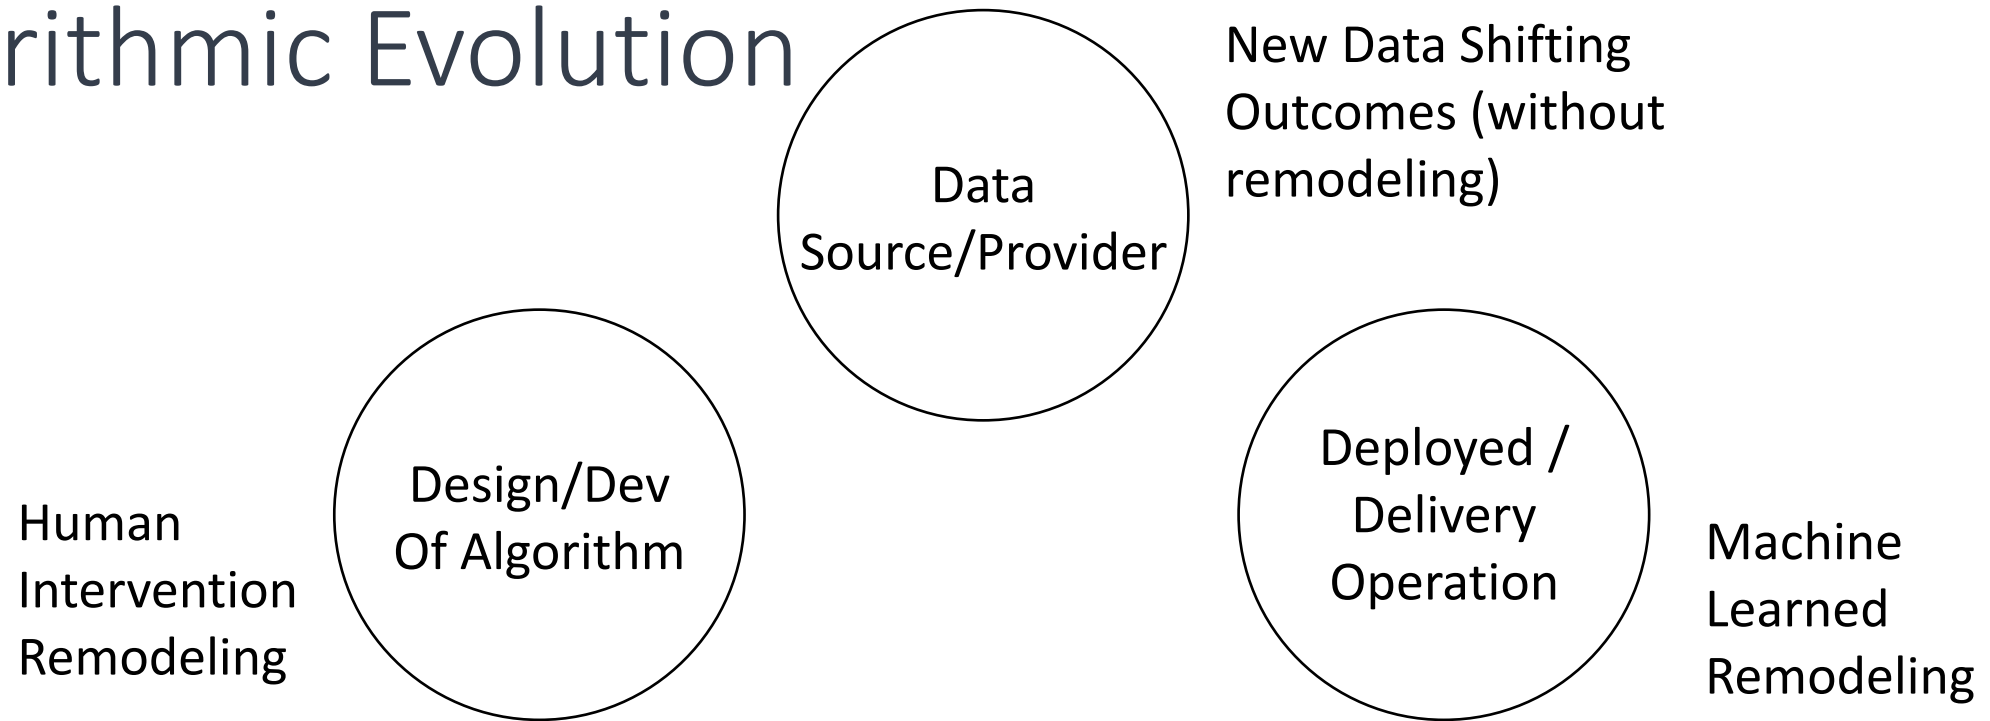 rithmic Evolution
New Data Shifting
Outcomes (without
remodeling)
Data
Source/Provider
Design/Dev
Of Algorithm
Human
Intervention
Remodeling
Deployed /
Delivery
Operation
Machine
Learned
Remodeling